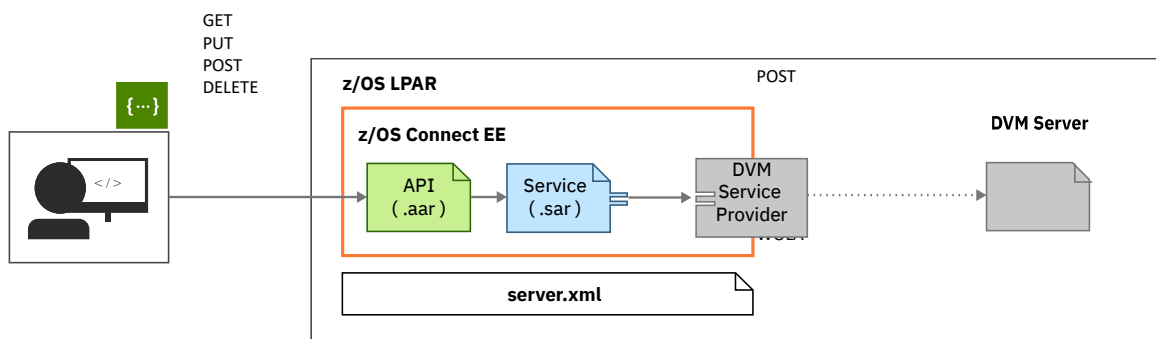 GET
PUT
POST
DELETE
{···}
z/OS LPAR
POST
z/OS Connect EE
DVM Server
</>
API
( .aar )
Service
( .sar )
DVM
Service
Provider
WOLA
server.xml